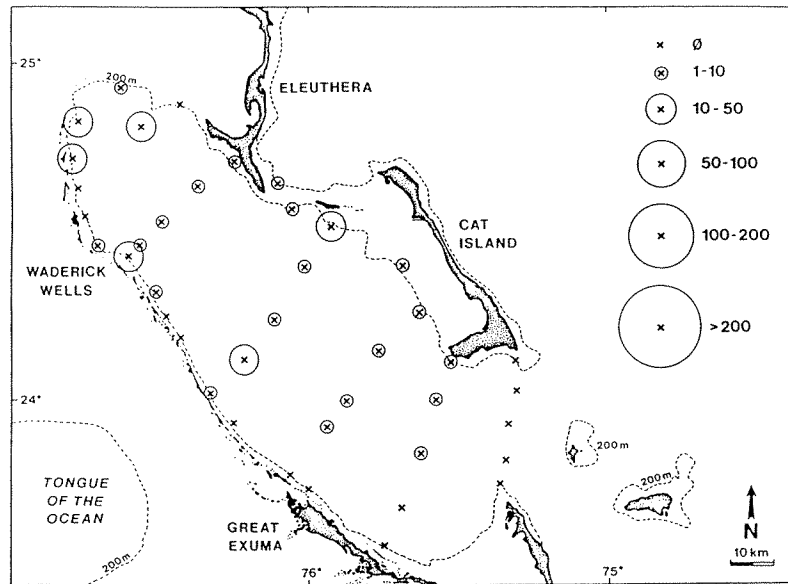 25°
200m
ELEUTHERA
Ø
1-10
10-50
50-100
100-200
>200
CAT
ISLAND
WADERICK
WELLS
24°
200m
200m
TONGUE
OF THE
OCEAN
200m
GREAT
EXUMA
76°
75°
N
10 km